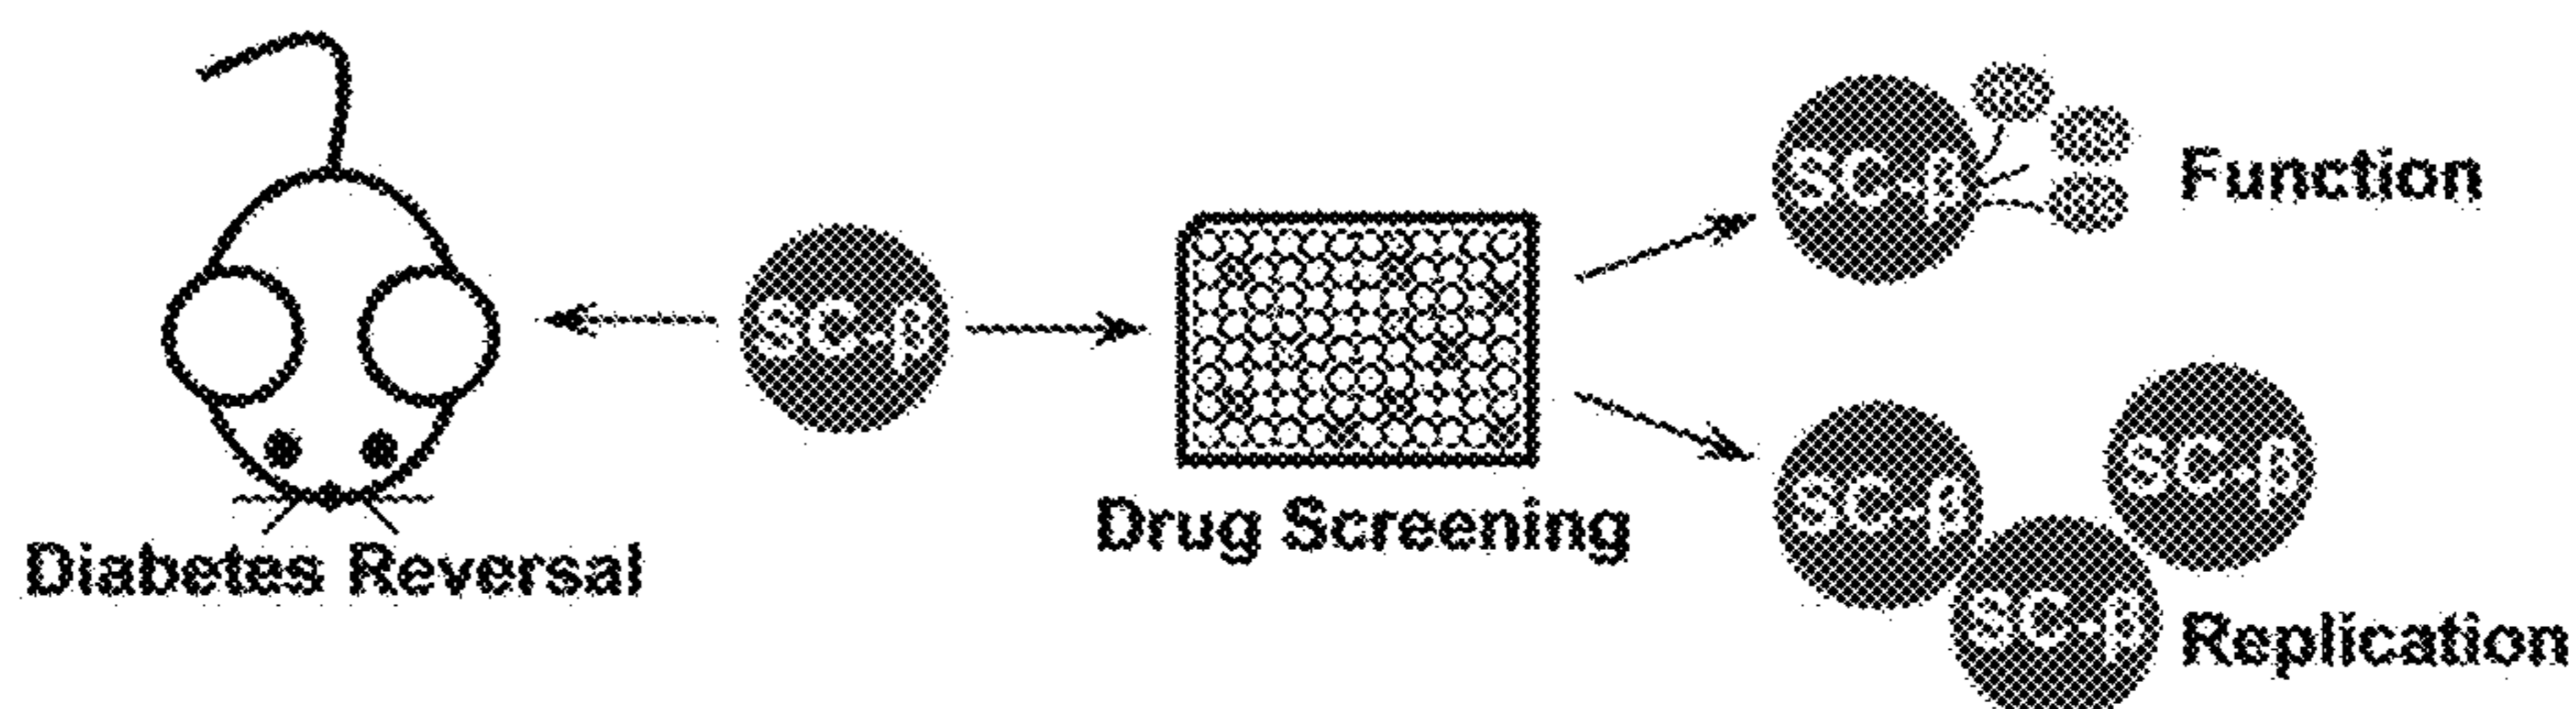 SC-β
Function
SC-β
SC-β
SC-β
Drug Screening
Diabetes Reversal
SC-β
SC-β
Replication